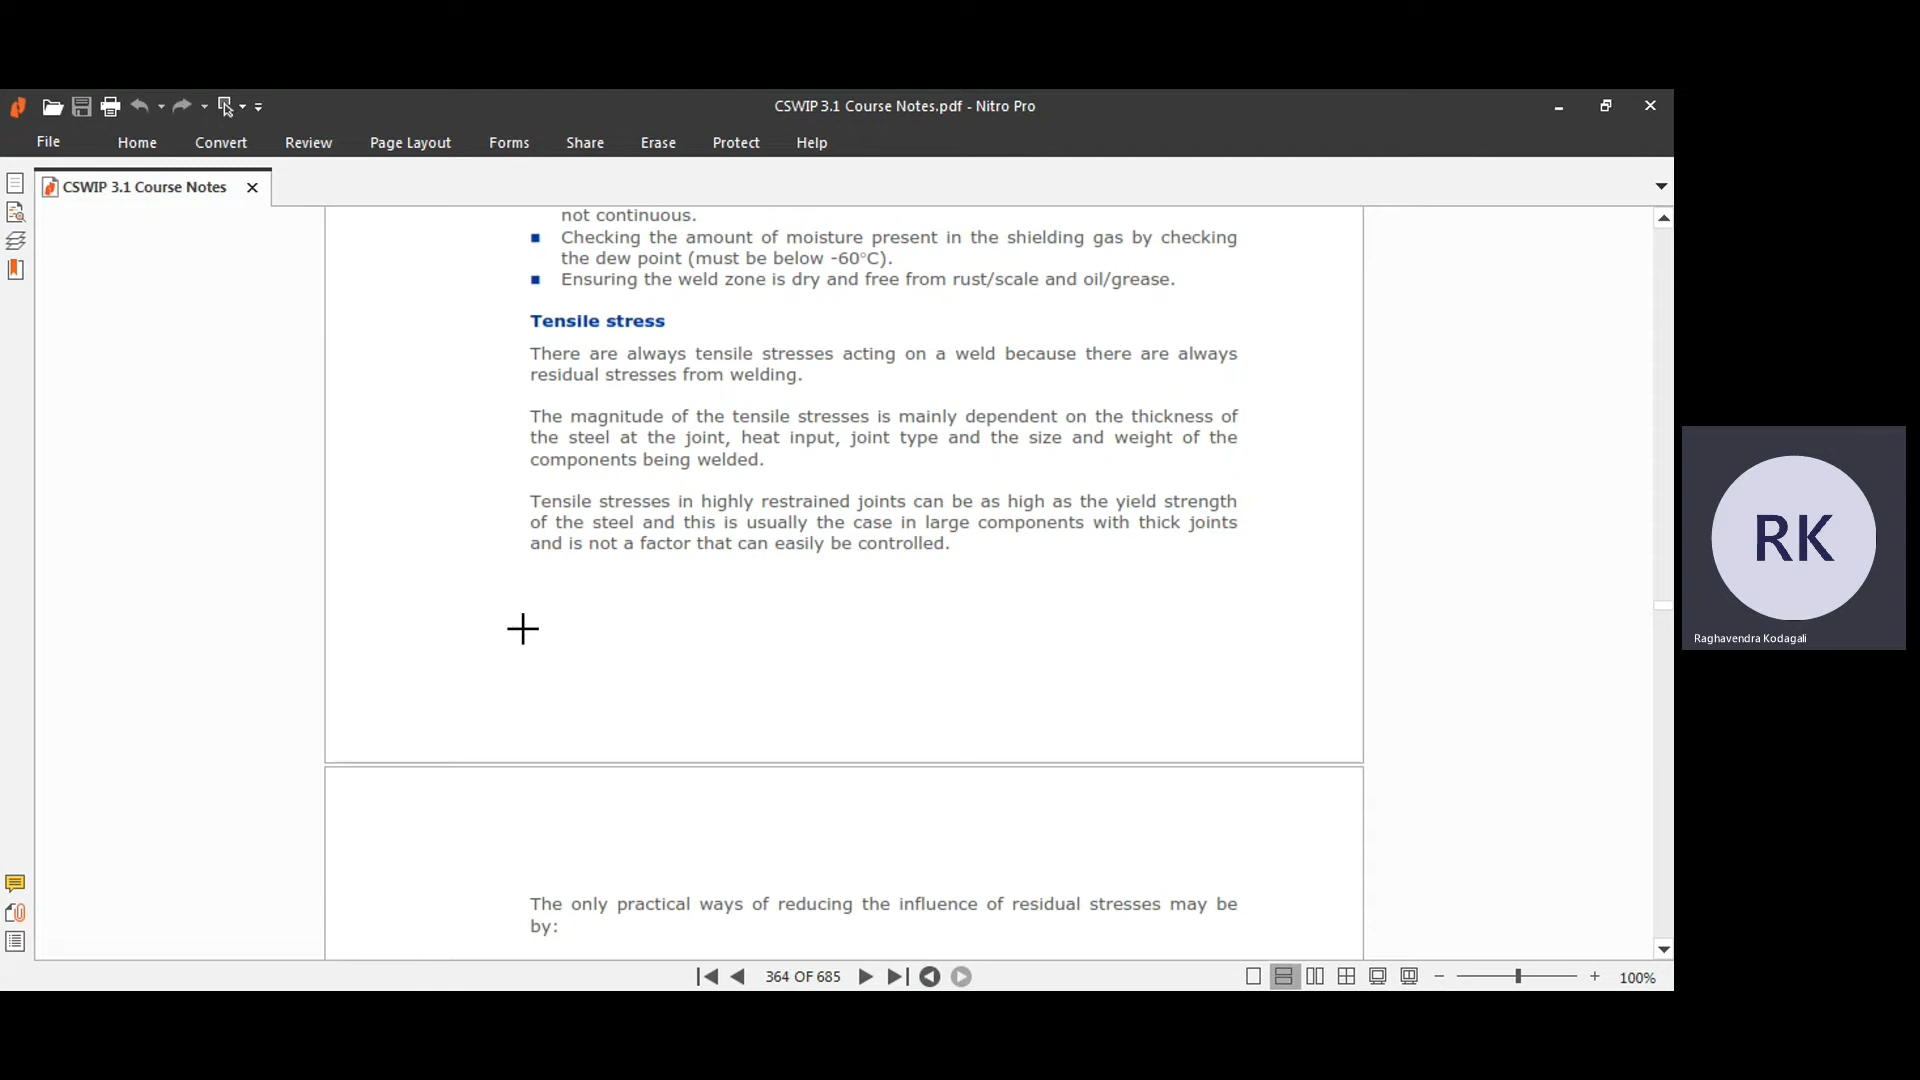 CSWIP 3.1 Course Notes.pdf - Nitro Pro
File Home Convert Review Page Layout Forms Share Erase Protect Help
CSWIP 3.1 Course Notes
not continuous.
Checking the amount of moisture present in the shielding gas by checking
the dew point (must be below -60°C).
Ensuring the weld zone is dry and free from rust/scale and oil/grease.
Tensile stress
There are always tensile stresses acting on a weld because there are always
residual stresses from welding.
The magnitude of the tensile stresses is mainly dependent on the thickness of
the steel at the joint, heat input, joint type and the size and weight of the
components being welded.
Tensile stresses in highly restrained joints can be as high as the yield strength
of the steel and this is usually the case in large components with thick joints
and is not a factor that can easily be controlled.
RK
Raghavendra Kodagali
The only practical ways of reducing the influence of residual stresses may be
by:
364 OF 685
100%